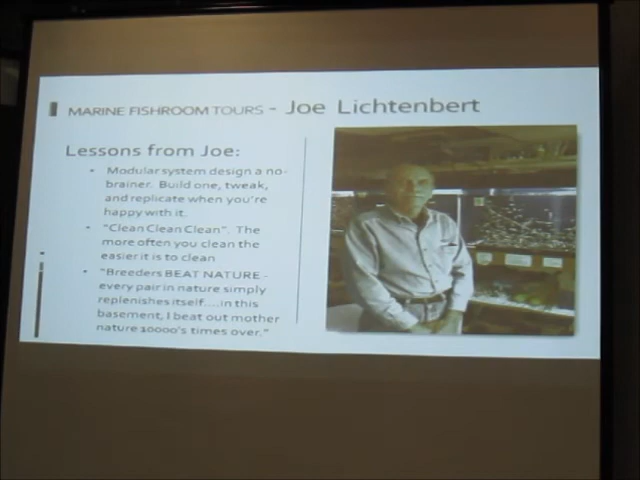 MARINE FISHROOM TOURS - Joe Lichtenbert
Lessons from Joe:
• Modular system design a no-
brainer. Build one, tweak,
and replicate when you're
happy with it.
• "Clean Clean Clean". The
more often you clean the
easier it is to clean
• "Breeders BEAT NATURE -
every pair in nature simply
replenishes itself....in this
basement, I beat out mother
nature 10000's times over."